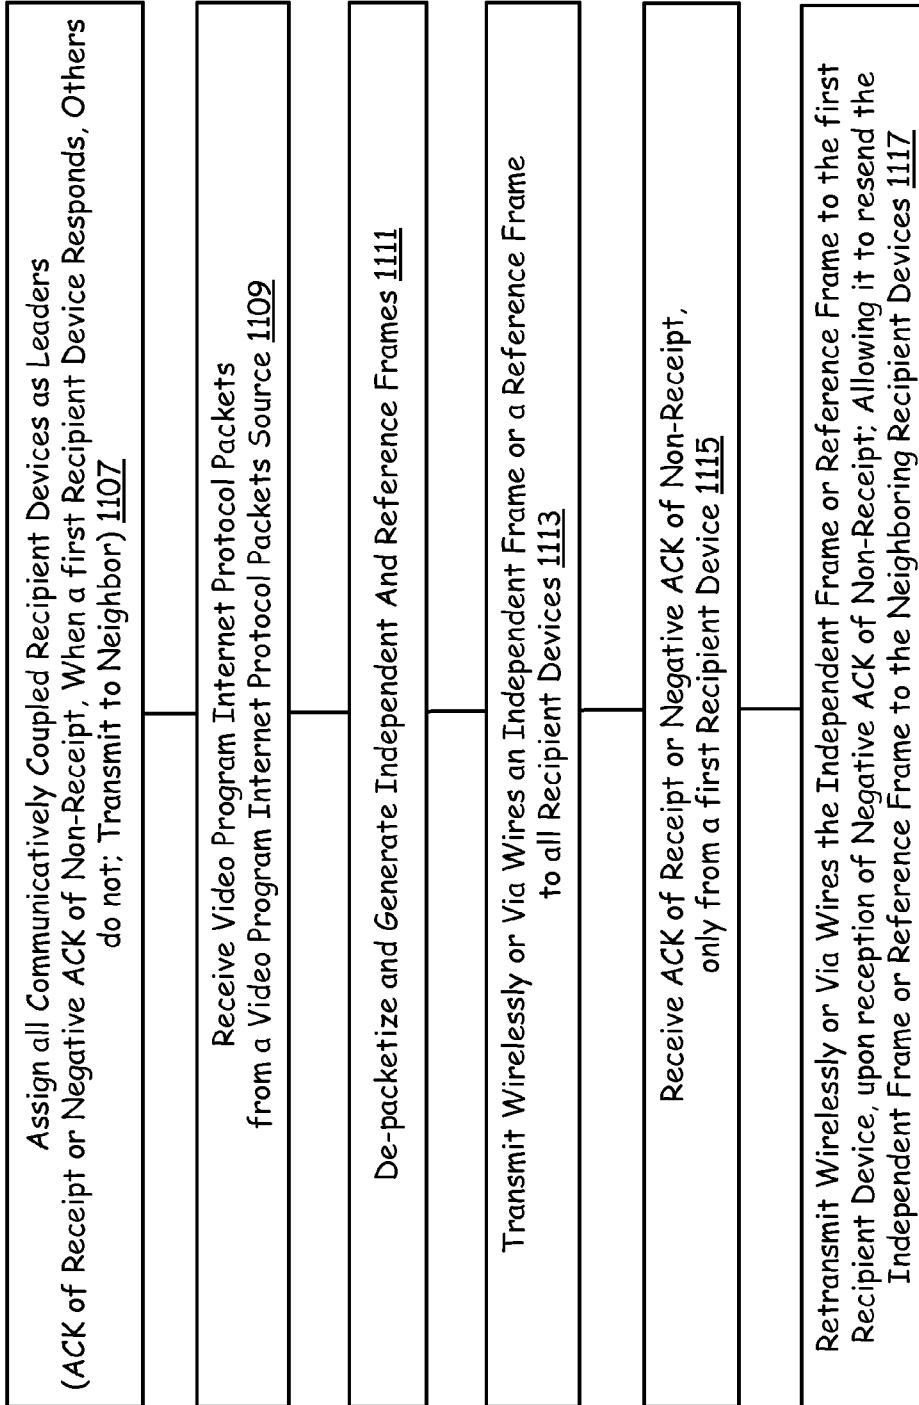 Assign all Communicatively Coupled Recipient Devices as Leaders
(ACK of Receipt or Negative ACK of Non-Receipt, When a first Recipient Device Responds, Others
do not; Transmit to Neighbor) 1107
Receive Video Program Internet Protocol Packets
from a Video Program Internet Protocol Packets Source 1109
De-packetize and Generate Independent And Reference Frames 1111
Transmit Wirelessly or Via Wires an Independent Frame or a Reference Frame
to all Recipient Devices 1113
Receive ACK of Receipt or Negative ACK of Non-Receipt,
only from a first Recipient Device 1115
Retransmit Wirelessly or Via Wires the Independent Frame or Reference Frame to the first
Recipient Device, upon reception of Negative ACK of Non-Receipt; Allowing it to resend the
Independent Frame or Reference Frame to the Neighboring Recipient Devices 1117